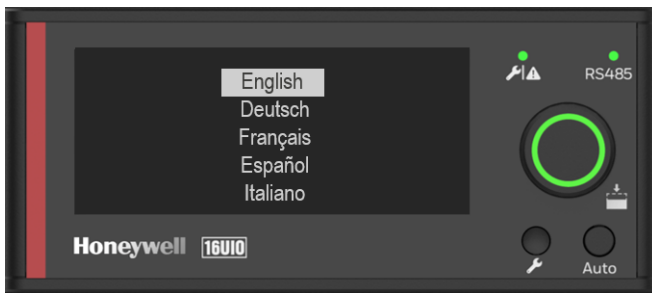 English
Deutsch
Français
Español
Italiano
RS485
Honeywell 16UIO
Auto